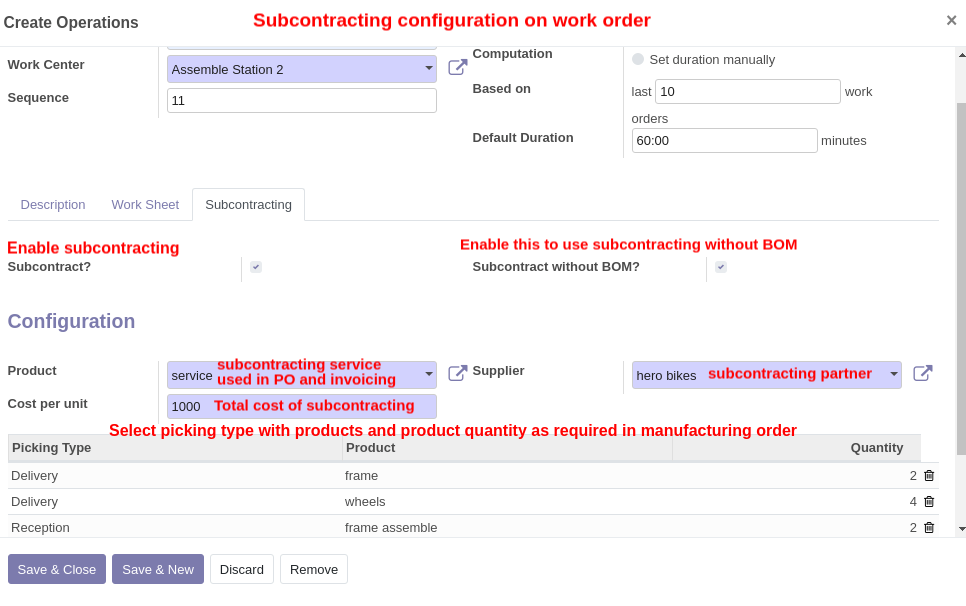 Create Operations
Subcontracting configuration on work order
×
Work Center
Assemble Station 2
Sequence
11
Computation
Set duration manually
Based on
last 10 work
orders
Default Duration
60:00 minutes
Description
Work Sheet
Subcontracting
Enable subcontracting
Subcontract?
Enable this to use subcontracting without BOM
Subcontract without BOM?
Configuration
Product
service
subcontracting service
used in PO and invoicing
Supplier
hero bikes
subcontracting partner
Cost per unit
1000
Total cost of subcontracting
Select picking type with products and product quantity as required in manufacturing order
Picking Type Product Quantity
Delivery frame 2
Delivery wheels 4
Reception frame assemble 2
Save & Close
Save & New
Discard
Remove